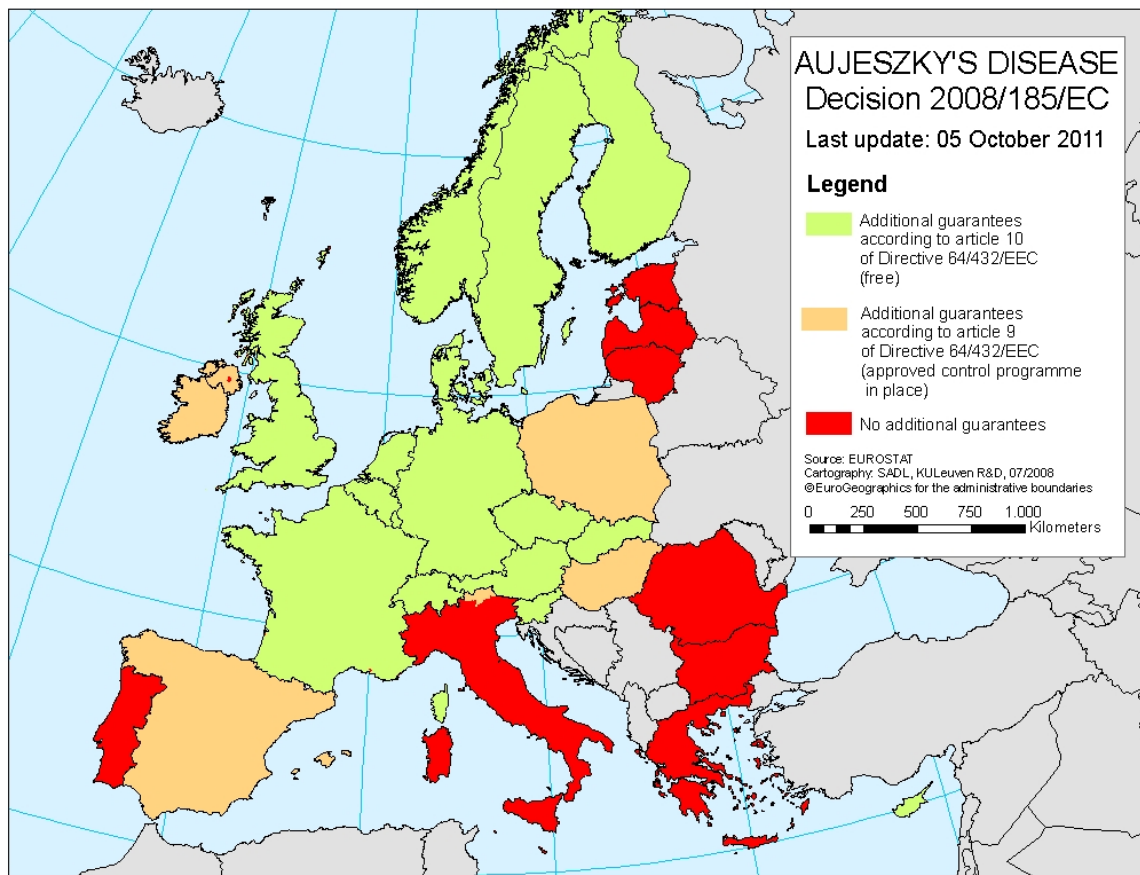 AUJESZKY'S DISEASE
Decision 2008/185/EC
Last update: 05 October 2011
Legend
Additional guarantees
according to article 10
of Directive 64/432/EEC
(free)
Additional guarantees
according to article 9
of Directive 64/432/EEC
(approved control programme
in place)
No additional guarantees
Source: EUROSTAT
Cartography: SADL, KULeuven R&D, 07/2008
©EuroGeographics for the administrative boundaries
0 250 500 750 1.000
Kilometers